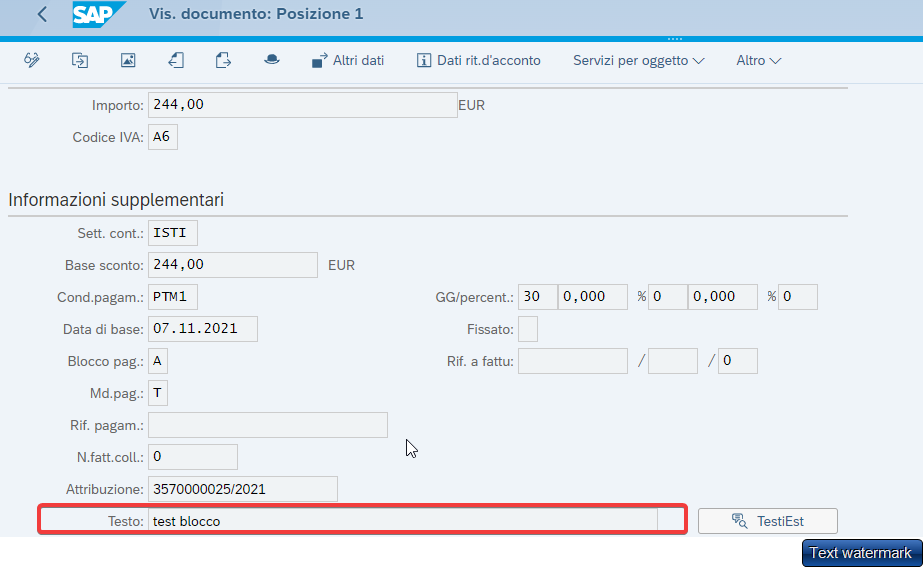 SAP Vis. documento: Posizione 1
Altri dati Dati rit.d'acconto Servizi per oggetto Altro
Importo: 244,00 EUR
Codice IVA: A6
Informazioni supplementari
Sett. cont.: ISTI
Base sconto: 244,00 EUR
Cond.pagam.: PTM1 GG/percent.: 30 0,000 % 0 0,000 % 0
Data di base: 07.11.2021 Fissato:
Blocco pag.: A Rif. a fattu: / / 0
Md.pag.: T
Rif. pagam.:
N.fatt.coll.: 0
Attribuzione: 3570000025/2021
Testo: test blocco TestiEst
Text watermark